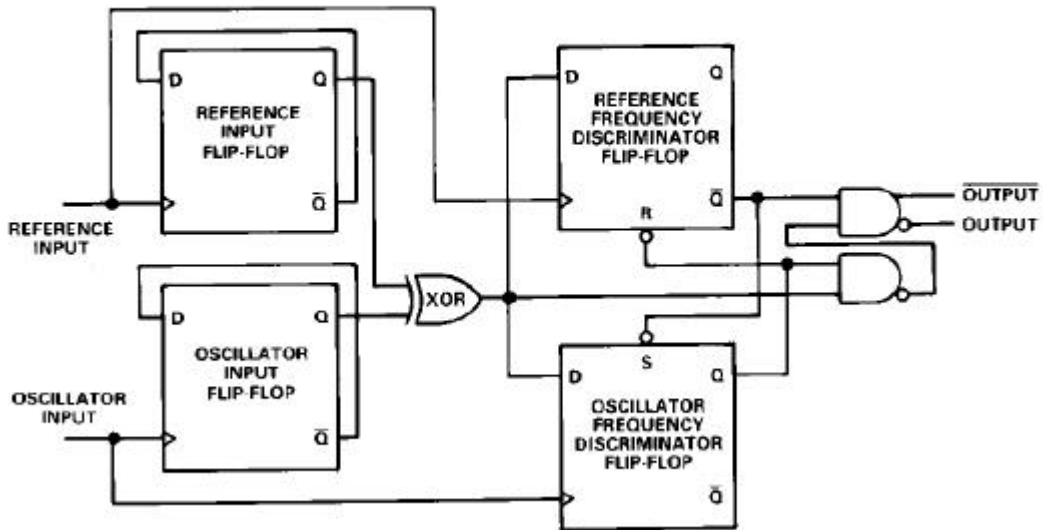 D
Q
REFERENCE
INPUT
FLIP-FLOP
Q̅
REFERENCE
INPUT
D
Q
OSCILLATOR
INPUT
FLIP-FLOP
Q̅
OSCILLATOR
INPUT
XOR
D
Q
REFERENCE
FREQUENCY
DISCRIMINATOR
FLIP-FLOP
Q̅
R
S
D
Q
OSCILLATOR
FREQUENCY
DISCRIMINATOR
FLIP-FLOP
Q̅
O̅U̅T̅P̅U̅T̅
OUTPUT